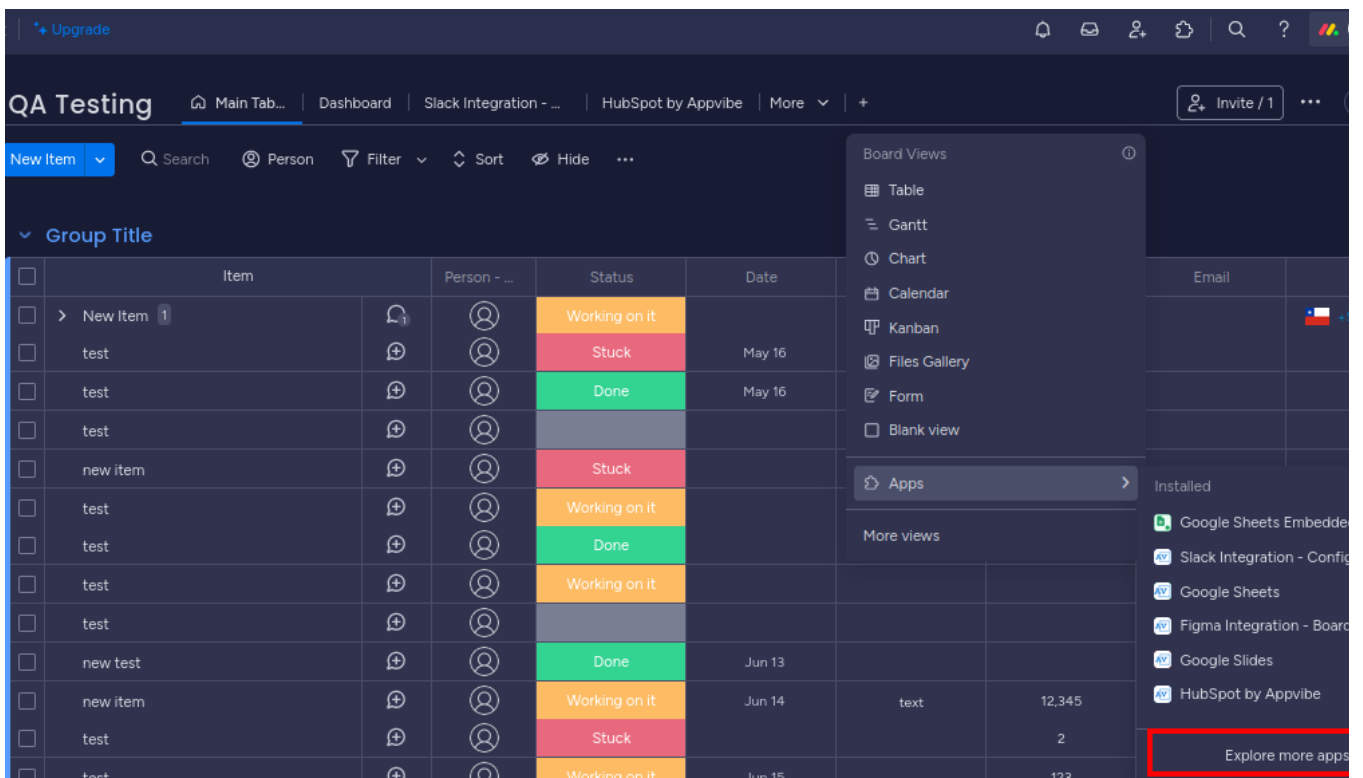 Upgrade
QA Testing
Main Tab...
Dashboard
Slack Integration - ...
HubSpot by Appvibe
More
+
Invite / 1
New Item
Search
Person
Filter
Sort
Hide
Board Views
Table
Gantt
Chart
Calendar
Kanban
Files Gallery
Form
Blank view
Apps
More views
Installed
Google Sheets Embedde
Slack Integration - Config
Google Sheets
Figma Integration - Board
Google Slides
HubSpot by Appvibe
Explore more apps
Group Title
Item Person - ... Status Date Email
New Item 1 1 Working on it
test Stuck May 16
test Done May 16
test
new item Stuck
test Working on it
test Done
test Working on it
test
new test Done Jun 13
new item Working on it Jun 14 text 12,345
test Stuck 2
test Working on it Jun 15 123